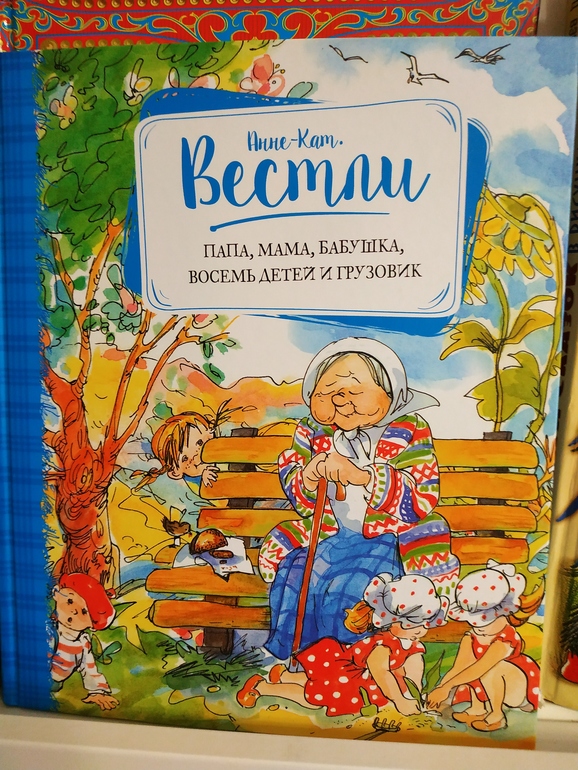 Анне-Кат.
Вестли
ПАПА, МАМА, БАБУШКА,
ВОСЕМЬ ДЕТЕЙ И ГРУЗОВИК